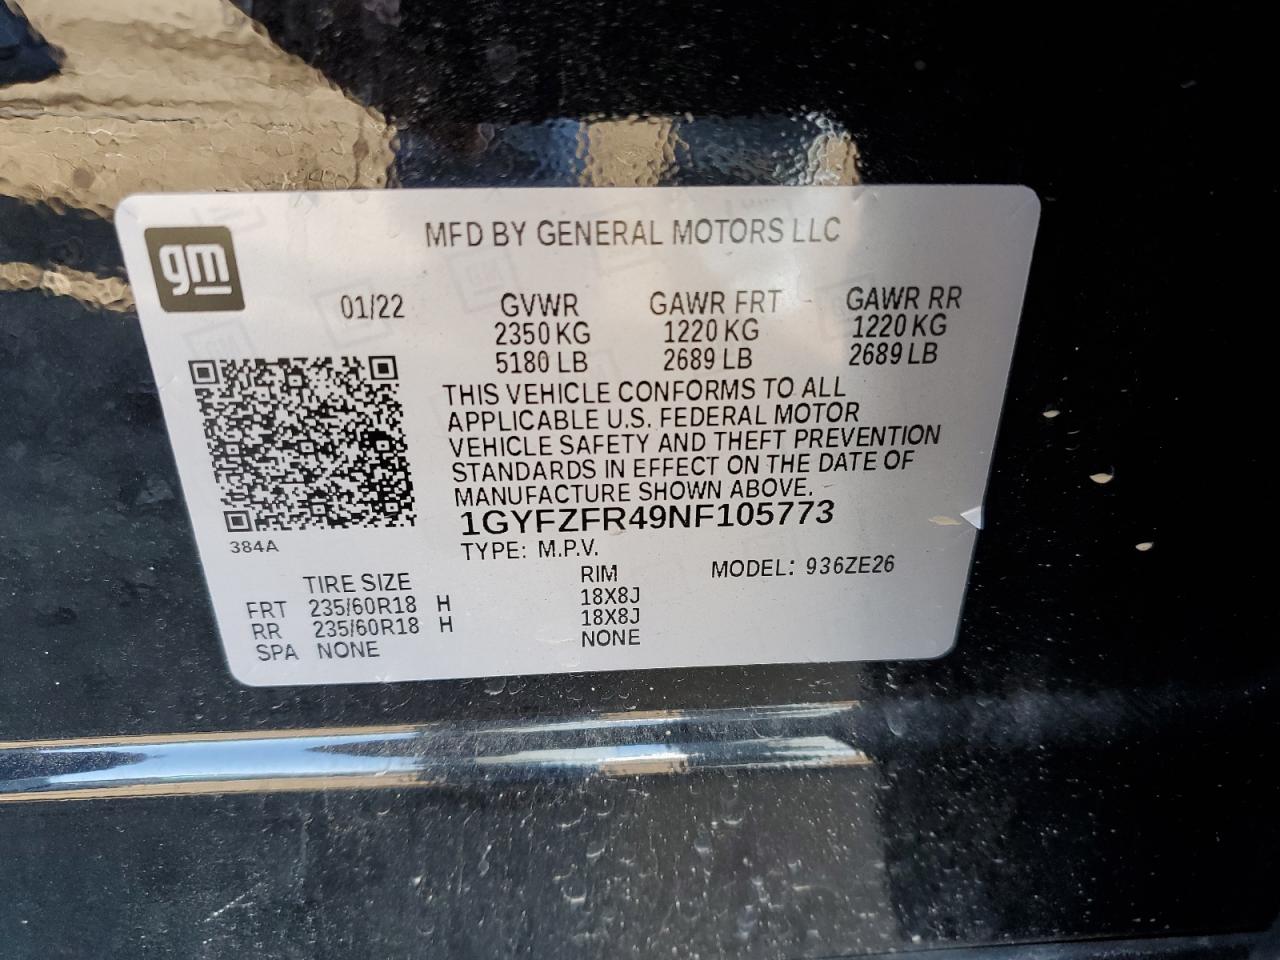 gm
MFD BY GENERAL MOTORS LLC
01/22 GVWR GAWR FRT GAWR RR
2350 KG 1220 KG 1220 KG
5180 LB 2689 LB 2689 LB
THIS VEHICLE CONFORMS TO ALL
APPLICABLE U.S. FEDERAL MOTOR
VEHICLE SAFETY AND THEFT PREVENTION
STANDARDS IN EFFECT ON THE DATE OF
MANUFACTURE SHOWN ABOVE.
1GYFZFR49NF105773
384A
TYPE: M.P.V.
MODEL: 936ZE26
TIRE SIZE RIM
FRT 235/60R18 H 18X8J
RR 235/60R18 H 18X8J
SPA NONE NONE